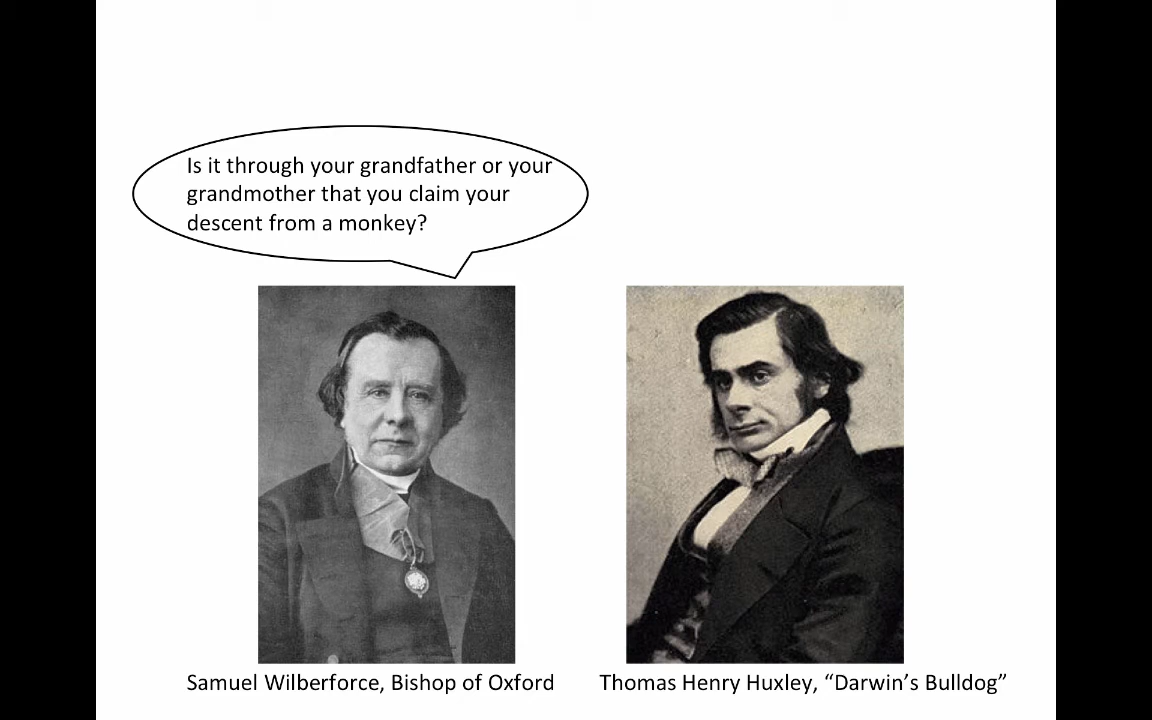 Is it through your grandfather or your
grandmother that you claim your
descent from a monkey?
Samuel Wilberforce, Bishop of Oxford
Thomas Henry Huxley, “Darwin’s Bulldog”